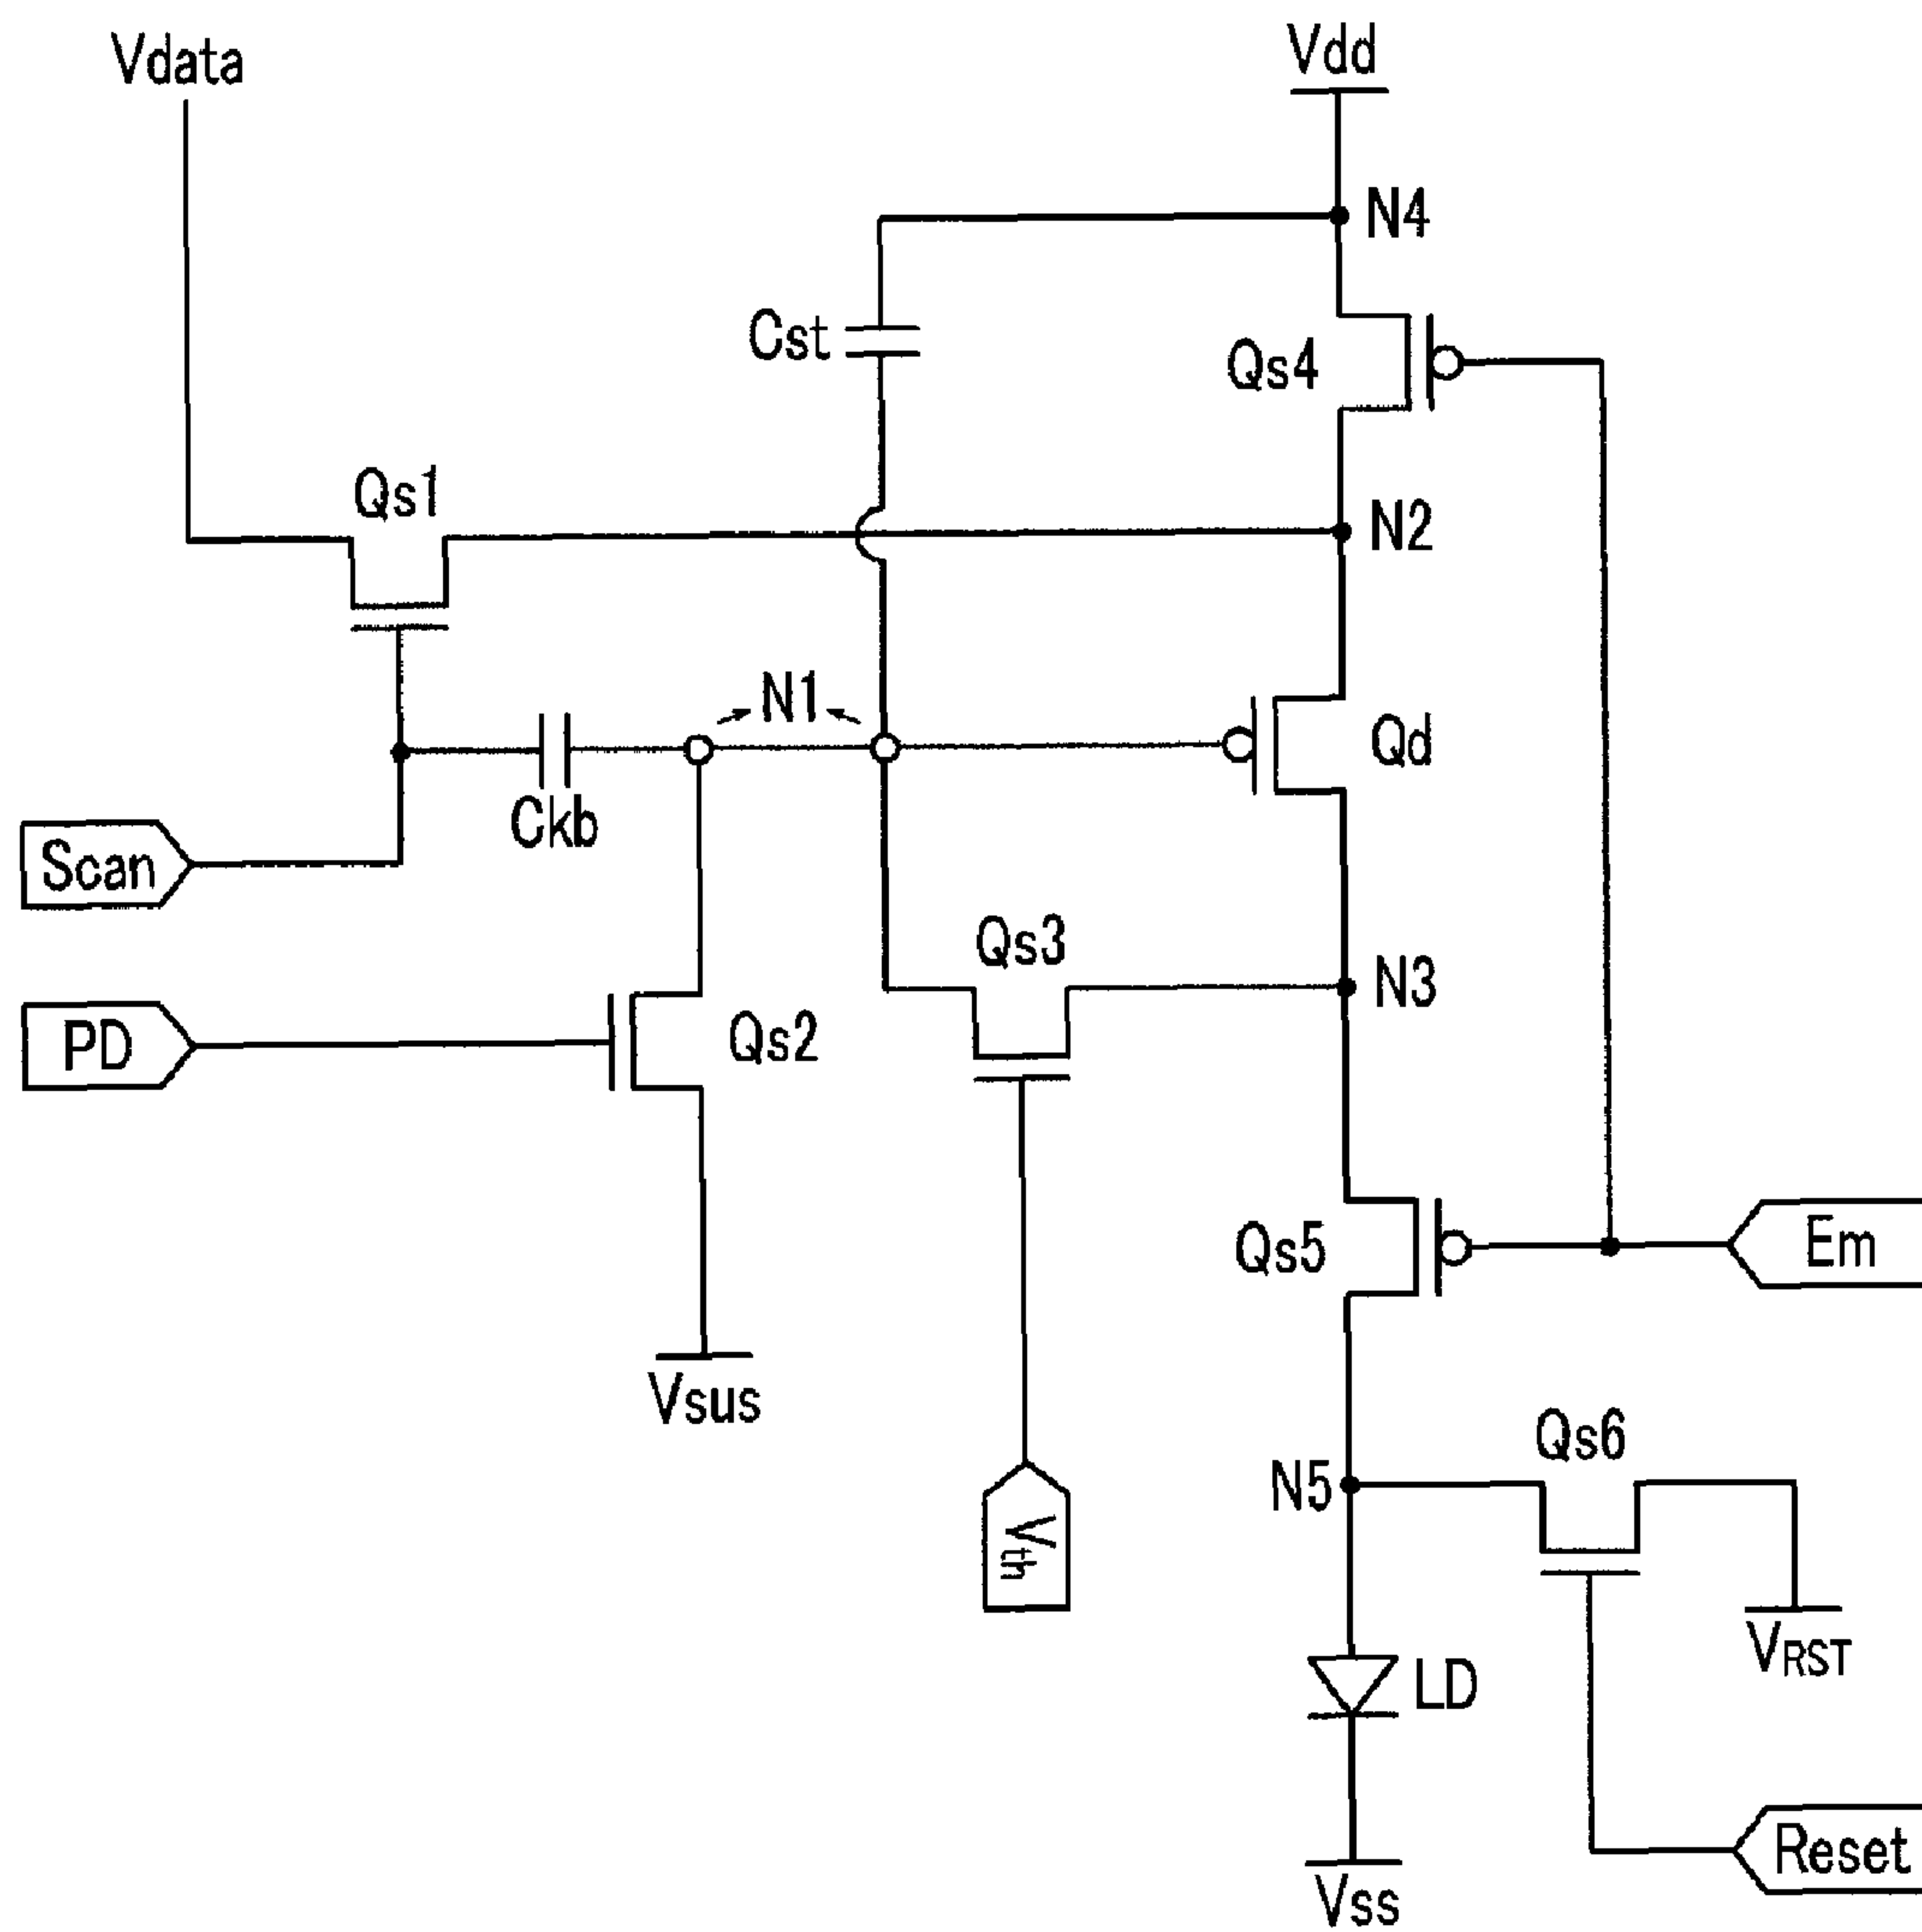 Vdata
Vdd
N4
Cst
Qs4
Qs1
N2
N1
Qd
Ckb
Scan
Qs3
N3
PD
Qs2
Qs5
Em
Vsus
Qs6
N5
Vth
VRST
LD
Reset
Vss